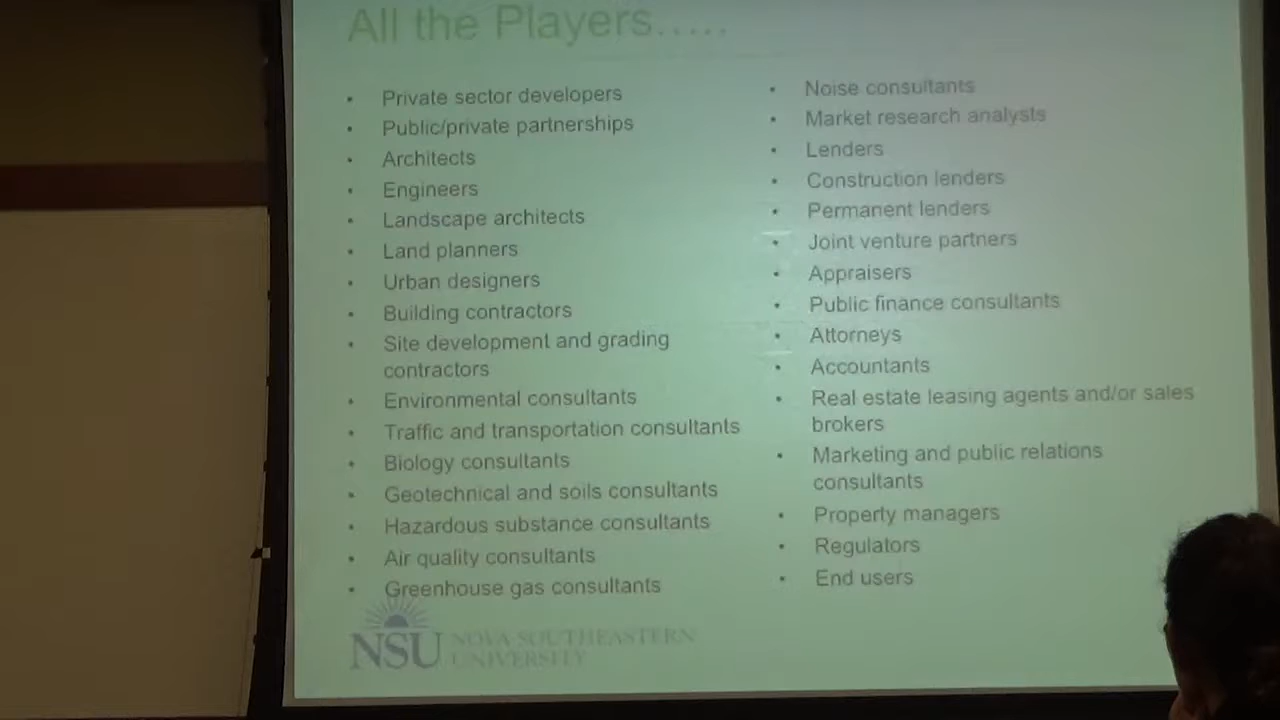 All the Players.....
• Private sector developers
• Public/private partnerships
• Architects
• Engineers
• Landscape architects
• Land planners
• Urban designers
• Building contractors
• Site development and grading
contractors
• Environmental consultants
• Traffic and transportation consultants
• Biology consultants
• Geotechnical and soils consultants
• Hazardous substance consultants
• Air quality consultants
• Greenhouse gas consultants
• Noise consultants
• Market research analysts
• Lenders
• Construction lenders
• Permanent lenders
• Joint venture partners
• Appraisers
• Public finance consultants
• Attorneys
• Accountants
• Real estate leasing agents and/or sales
brokers
• Marketing and public relations
consultants
• Property managers
• Regulators
• End users
NSU NOVA SOUTHEASTERN
UNIVERSITY